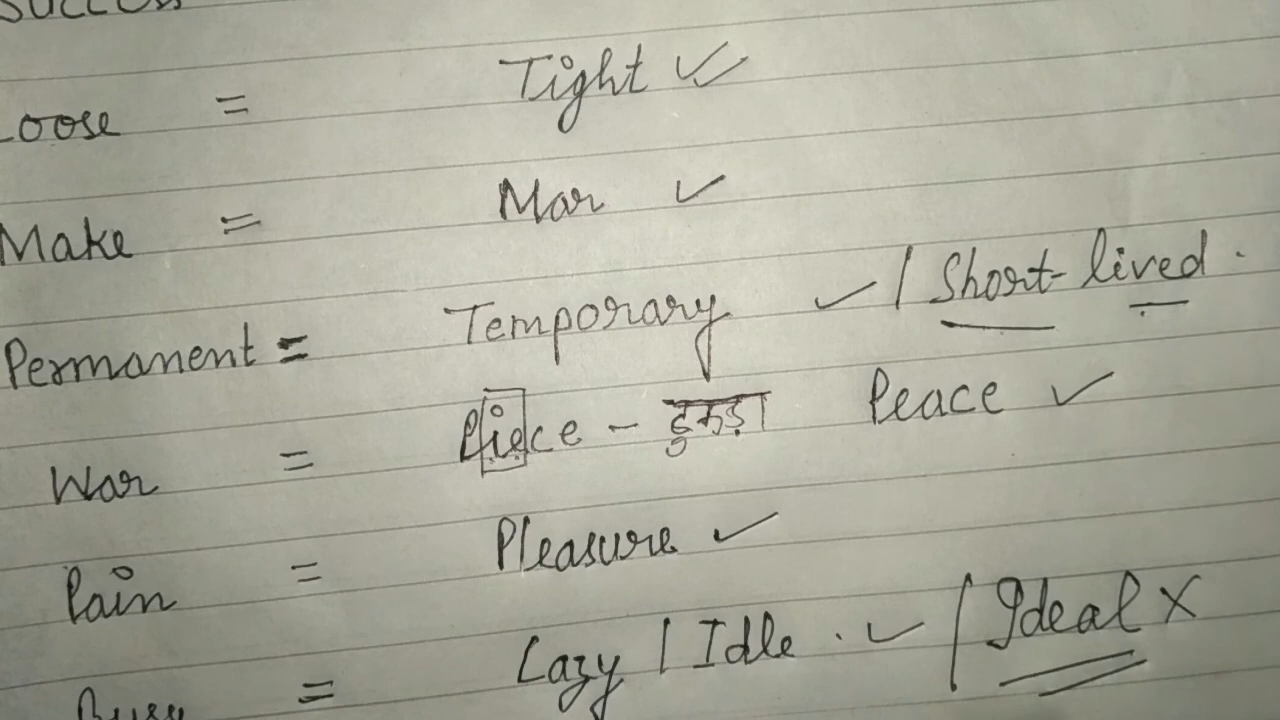 Loose = Tight ✓✓
Make = Mar ✓
Permanent = Temporary ✓ / Short-lived.
War = Piece - टुकड़ा Peace ✓
Pain = Pleasure ✓
= Lazy / Idle. ✓ / Ideal ×